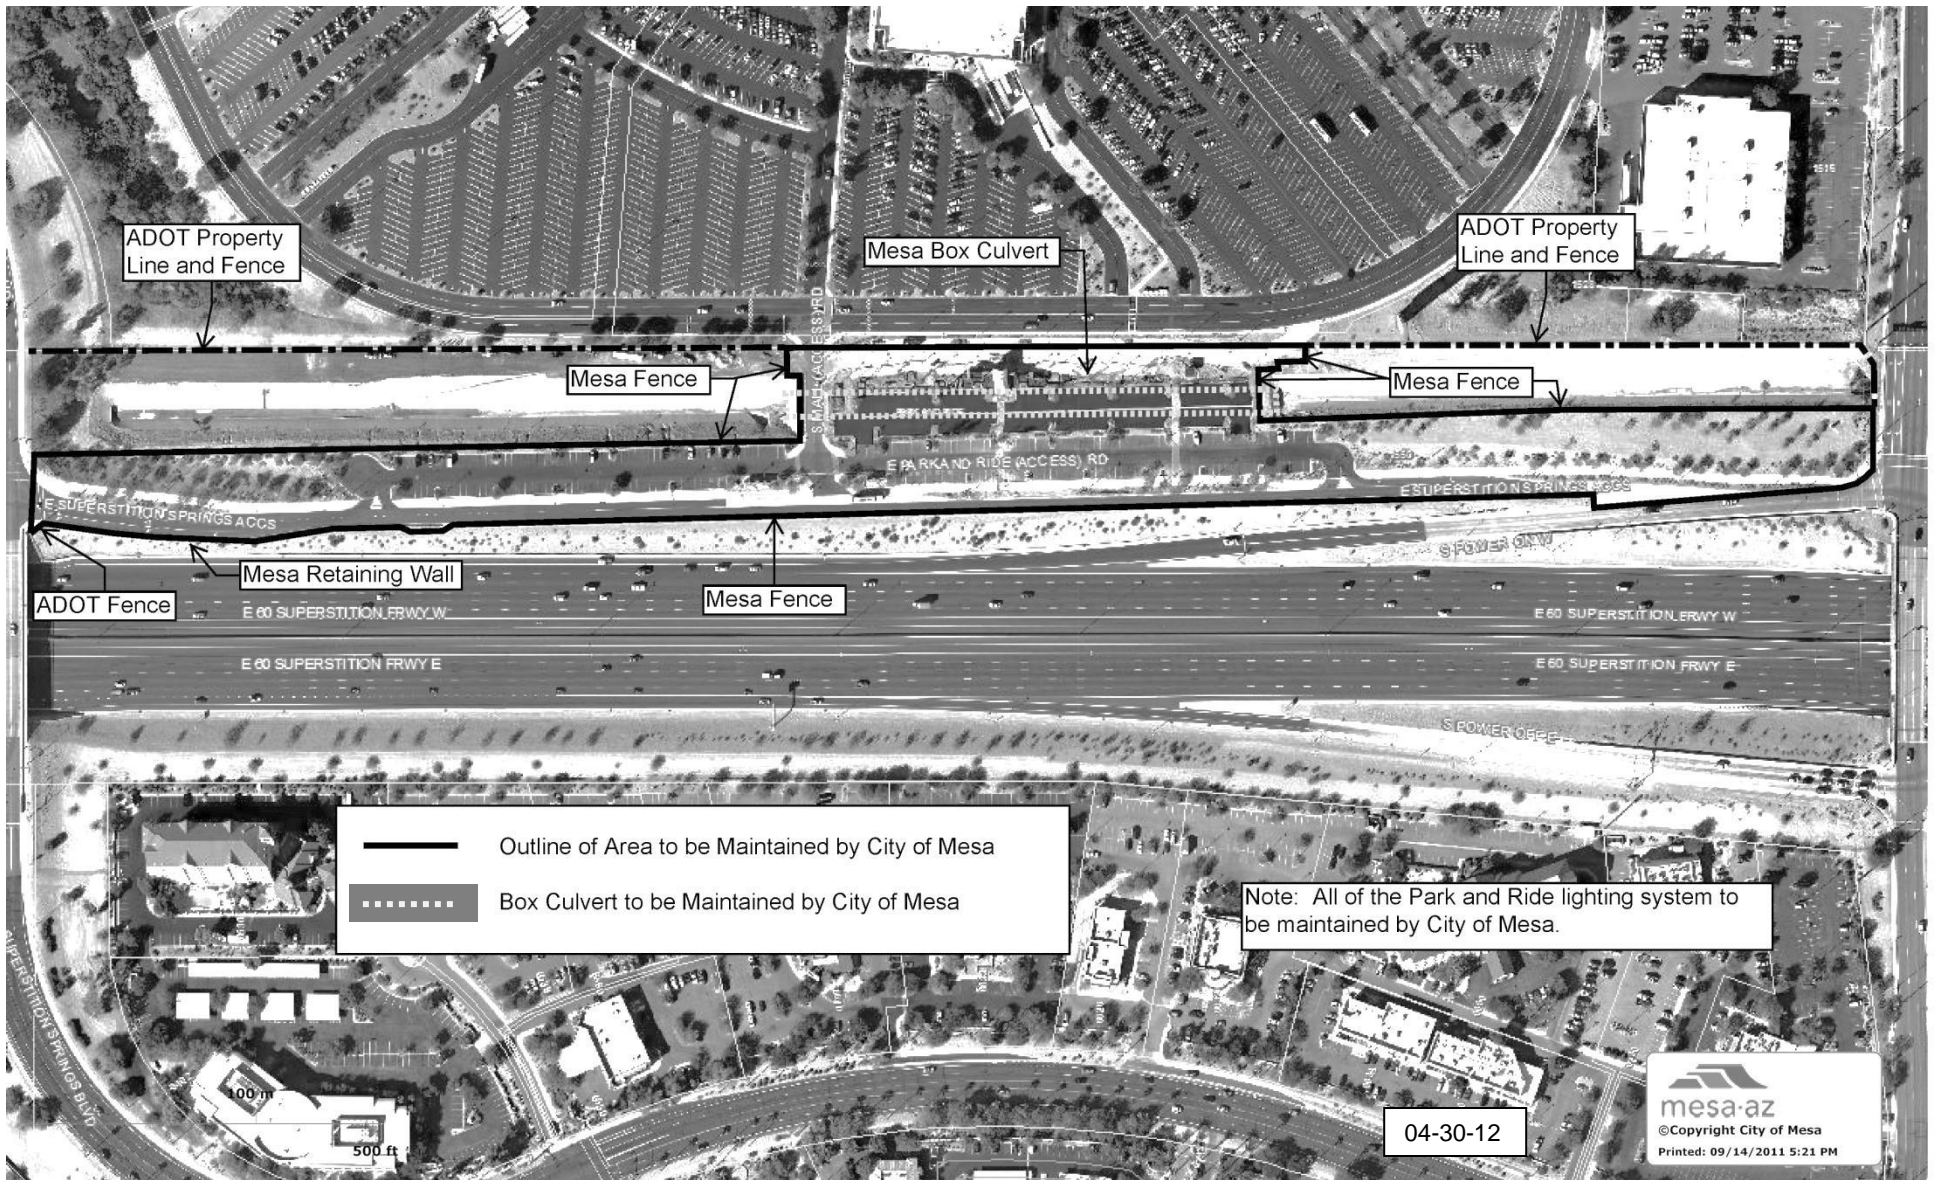 ADOT Property
Line and Fence
Mesa Box Culvert
ADOT Property
Line and Fence
S MALL (ACCESS) RD
Mesa Fence
Mesa Fence
E PARK AND RIDE (ACCESS) RD
E SUPERSTITION SPRINGS ACCS
E SUPERSTITION SPRINGS ACCS
S POWER ON W
Mesa Retaining Wall
ADOT Fence
Mesa Fence
E 60 SUPERSTITION FRWY W
E 60 SUPERSTITION FRWY W
E 60 SUPERSTITION FRWY E
E 60 SUPERSTITION FRWY E
S POWER OFF E
Outline of Area to be Maintained by City of Mesa
Box Culvert to be Maintained by City of Mesa
Note: All of the Park and Ride lighting system to
be maintained by City of Mesa.
SUPERSTITION SPRINGS BLVD
100 m
500 ft
04-30-12
mesa·az
©Copyright City of Mesa
Printed: 09/14/2011 5:21 PM